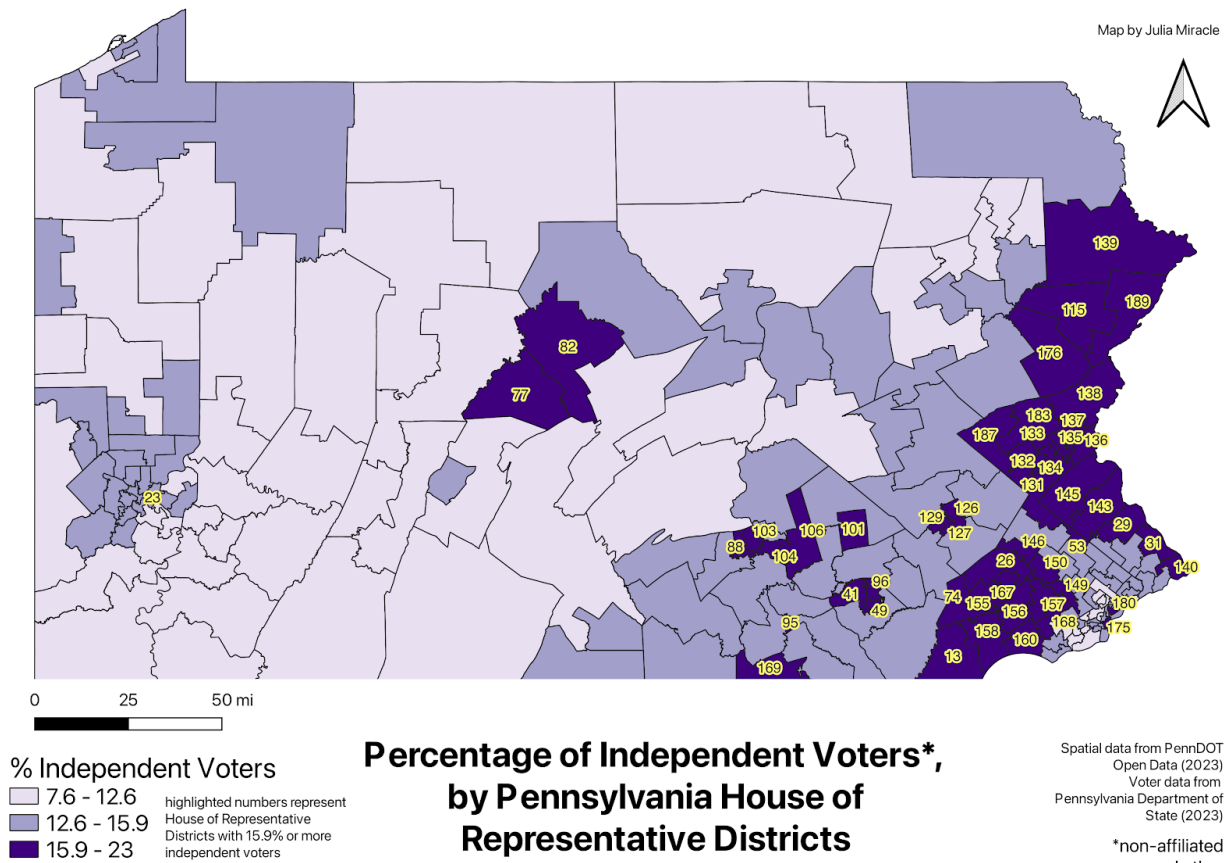 Map by Julia Miracle
139
189
115
82
176
77
138
183
137
187
133
135
136
132
134
23
131
145
143
126
101
129
29
103
106
127
88
146
53
31
104
26
150
140
96
149
41
74
167
155
157
180
49
156
95
168
175
158
160
13
169
0
25
50 mi
% Independent Voters
7.6 - 12.6
12.6 - 15.9
15.9 - 23
highlighted numbers represent
House of Representative
Districts with 15.9% or more
independent voters
Percentage of Independent Voters*,
by Pennsylvania House of
Representative Districts
Spatial data from PennDOT
Open Data (2023)
Voter data from
Pennsylvania Department of
State (2023)
*non-affiliated